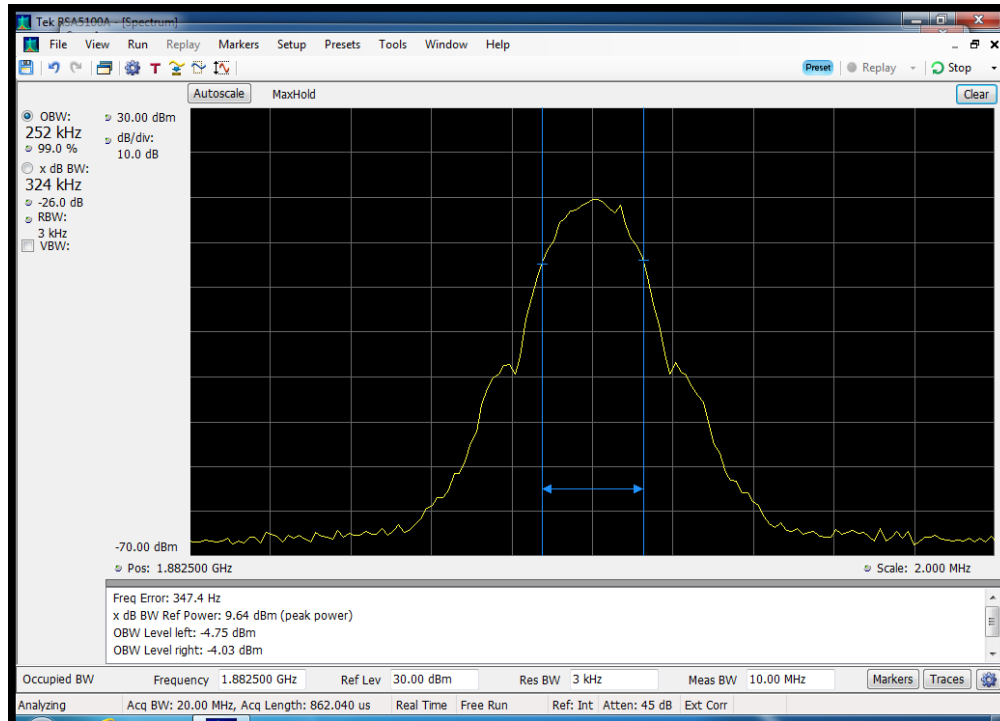 Tek RSA5100A - [Spectrum]
File View Run Replay Markers Setup Presets Tools Window Help
Preset Replay Stop
Autoscale MaxHold Clear
OBW:
252 kHz
99.0 %
x dB BW:
324 kHz
-26.0 dB
RBW:
3 kHz
VBW:
30.00 dBm
dB/div:
10.0 dB
-70.00 dBm
Pos: 1.882500 GHz Scale: 2.000 MHz
Freq Error: 347.4 Hz
x dB BW Ref Power: 9.64 dBm (peak power)
OBW Level left: -4.75 dBm
OBW Level right: -4.03 dBm
Occupied BW Frequency 1.882500 GHz Ref Lev 30.00 dBm Res BW 3 kHz Meas BW 10.00 MHz Markers Traces
Analyzing Acq BW: 20.00 MHz, Acq Length: 862.040 us Real Time Free Run Ref: Int Atten: 45 dB Ext Corr